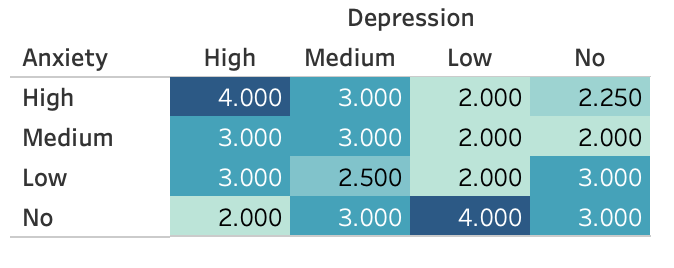 Depression
Anxiety High Medium Low No
High 4.000 3.000 2.000 2.250
Medium 3.000 3.000 2.000 2.000
Low 3.000 2.500 2.000 3.000
No 2.000 3.000 4.000 3.000